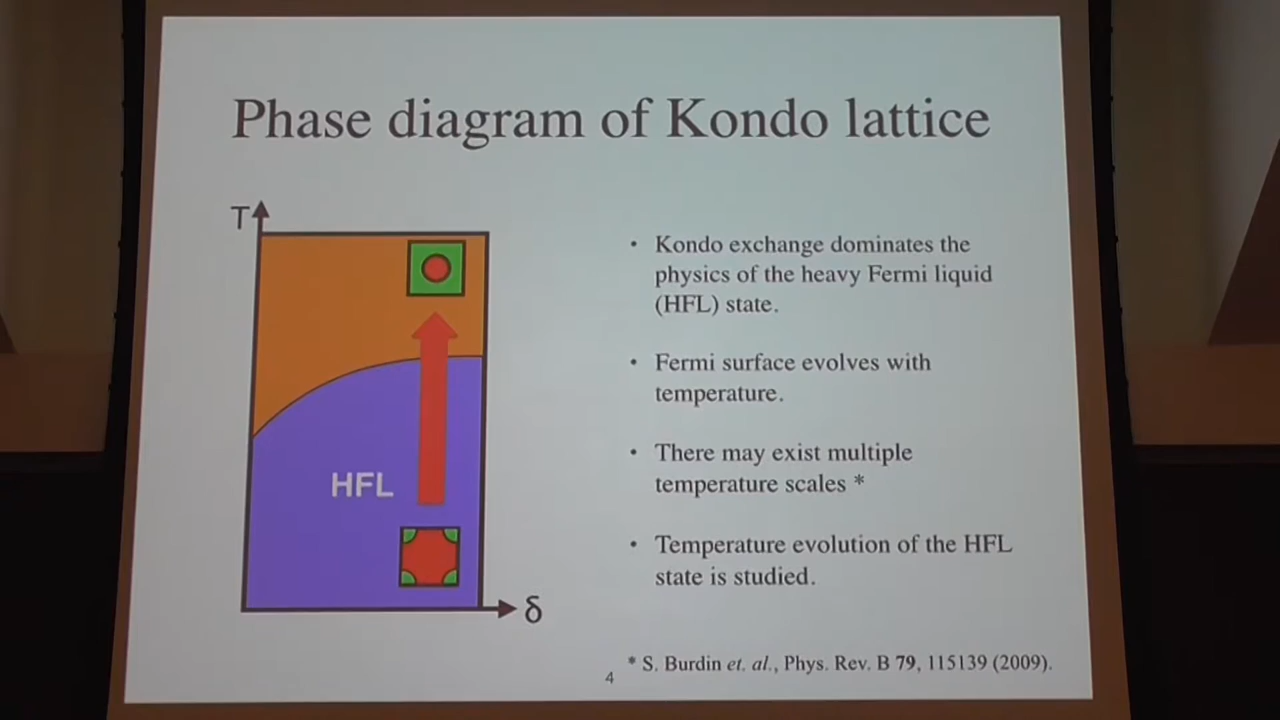 Phase diagram of Kondo lattice
T
HFL
δ
• Kondo exchange dominates the
physics of the heavy Fermi liquid
(HFL) state.
• Fermi surface evolves with
temperature.
• There may exist multiple
temperature scales *
• Temperature evolution of the HFL
state is studied.
* S. Burdin et. al., Phys. Rev. B 79, 115139 (2009).
4